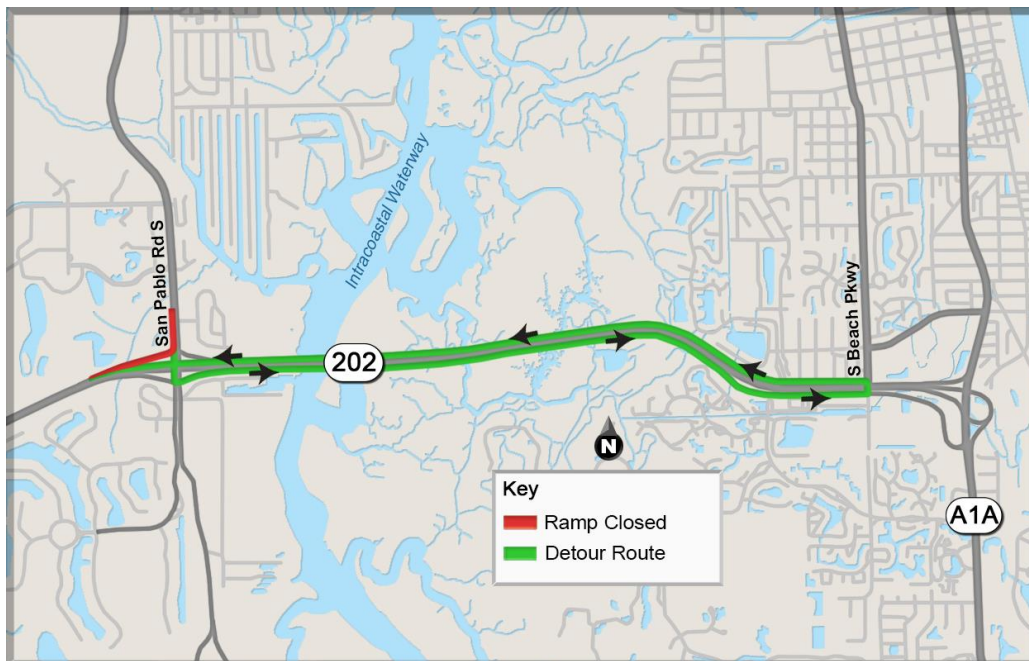 San Pablo Rd S
Intracoastal Waterway
S Beach Pkwy
202
N
Key
Ramp Closed
Detour Route
A1A